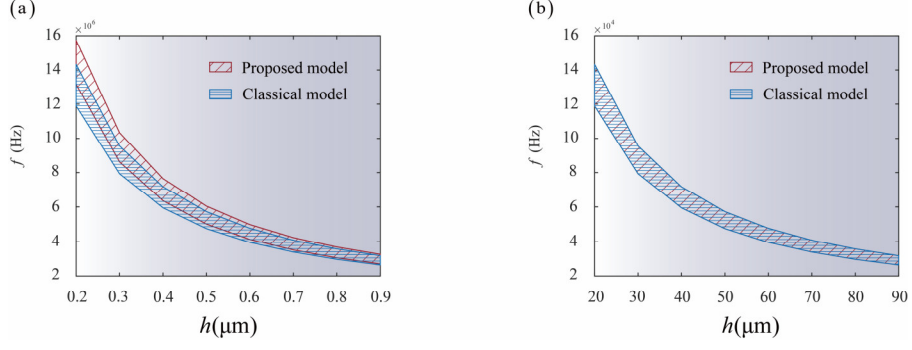 (a)
×10⁶
16
14
12
10
8
6
4
2
f (Hz)
Proposed model
Classical model
0.2 0.3 0.4 0.5 0.6 0.7 0.8 0.9
h(μm)
(b)
×10⁴
16
14
12
10
8
6
4
2
f (Hz)
Proposed model
Classical model
20 30 40 50 60 70 80 90
h(μm)